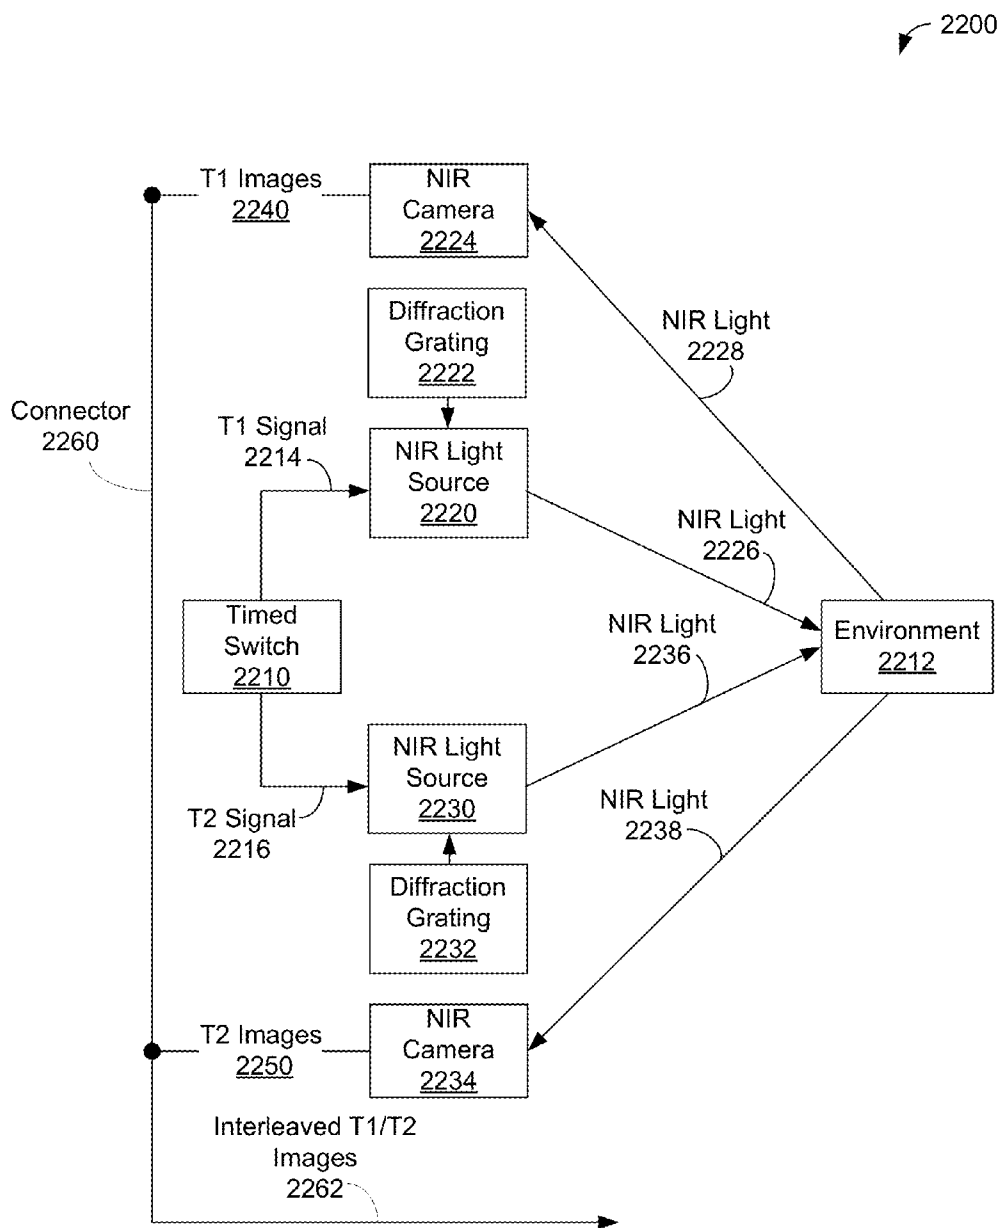 2200
T1 Images
2240
NIR
Camera
2224
Diffraction
Grating
2222
NIR Light
2228
Connector
2260
T1 Signal
2214
NIR Light
Source
2220
NIR Light
2226
Timed
Switch
2210
NIR Light
2236
Environment
2212
T2 Signal
2216
NIR Light
Source
2230
NIR Light
2238
Diffraction
Grating
2232
T2 Images
2250
NIR
Camera
2234
Interleaved T1/T2
Images
2262